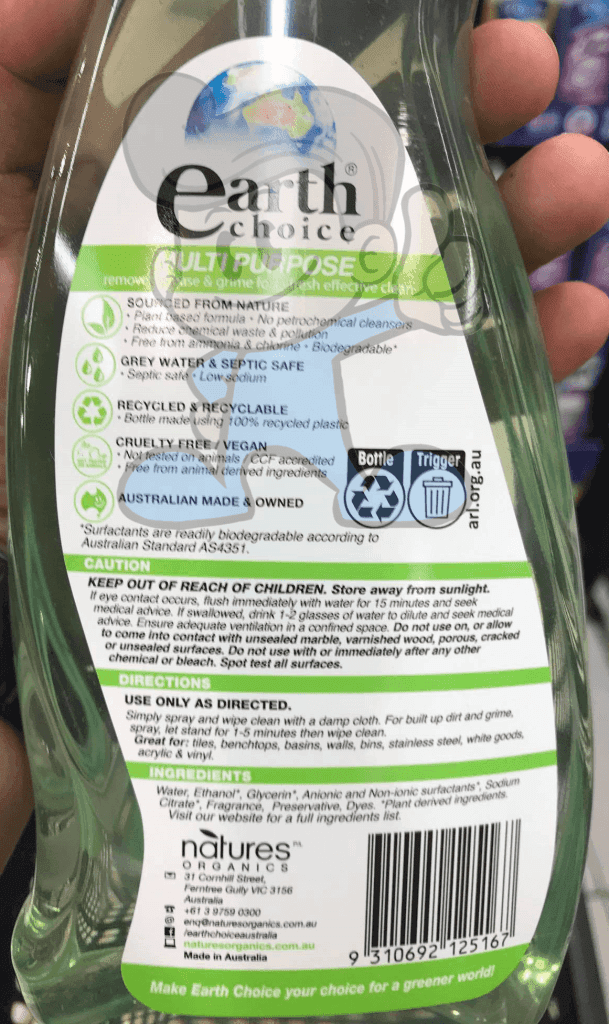 earth®
choice
MULTI PURPOSE
remove grease & grime for fresh effective clean
SOURCED FROM NATURE
• Plant based formula • No petrochemical cleansers
• Reduce chemical waste & pollution
• Free from ammonia & chlorine • Biodegradable*
GREY WATER & SEPTIC SAFE
• Septic safe • Low sodium
RECYCLED & RECYCLABLE
• Bottle made using 100% recycled plastic
CRUELTY FREE / VEGAN
• Not tested on animals / CCF accredited
• Free from animal derived ingredients
AUSTRALIAN MADE & OWNED
Bottle Trigger
arl.org.au
*Surfactants are readily biodegradable according to
Australian Standard AS4351.
CAUTION
KEEP OUT OF REACH OF CHILDREN. Store away from sunlight.
If eye contact occurs, flush immediately with water for 15 minutes and seek
medical advice. If swallowed, drink 1-2 glasses of water to dilute and seek medical
advice. Ensure adequate ventilation in a confined space. Do not use on, or allow
to come into contact with unsealed marble, varnished wood, porous, cracked
or unsealed surfaces. Do not use with or immediately after any other
chemical or bleach. Spot test all surfaces.
DIRECTIONS
USE ONLY AS DIRECTED.
Simply spray and wipe clean with a damp cloth. For built up dirt and grime,
spray, let stand for 1-5 minutes then wipe clean.
Great for: tiles, benchtops, basins, walls, bins, stainless steel, white goods,
acrylic & vinyl.
INGREDIENTS
Water, Ethanol*, Glycerin*, Anionic and Non-ionic surfactants*, Sodium
Citrate*, Fragrance, Preservative, Dyes. *Plant derived ingredients.
Visit our website for a full ingredients list.
natures
ORGANICS
31 Cornhill Street,
Ferntree Gully VIC 3156
Australia
+61 3 9759 0300
enq@naturesorganics.com.au
/earthchoiceaustralia
naturesorganics.com.au
Made in Australia
9 310692 125167
Make Earth Choice your choice for a greener world!